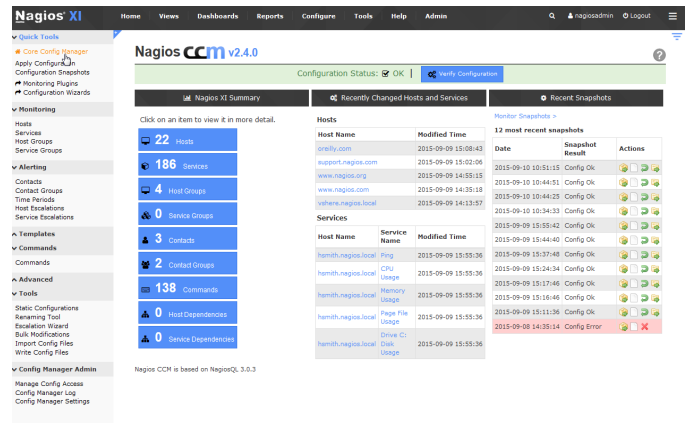 Nagios® XI
Home Views Dashboards Reports Configure Tools Help Admin
nagiosadmin Logout
Quick Tools
Core Config Manager
Apply Configuration
Configuration Snapshots
Monitoring Plugins
Configuration Wizards
Monitoring
Hosts
Services
Host Groups
Service Groups
Alerting
Contacts
Contact Groups
Time Periods
Host Escalations
Service Escalations
Templates
Commands
Commands
Advanced
Tools
Static Configurations
Renaming Tool
Escalation Wizard
Bulk Modifications
Import Config Files
Write Config Files
Config Manager Admin
Manage Config Access
Config Manager Log
Config Manager Settings
Nagios ccm v2.4.0
?
Configuration Status: OK | Verify Configuration
Nagios XI Summary
Click on an item to view it in more detail.
22 Hosts
186 Services
4 Host Groups
0 Service Groups
3 Contacts
2 Contact Groups
138 Commands
0 Host Dependencies
0 Service Dependencies
Nagios CCM is based on NagiosQL 3.0.3
Recently Changed Hosts and Services
Hosts
Host Name Modified Time
oreilly.com 2015-09-09 15:08:43
support.nagios.com 2015-09-09 15:02:06
www.nagios.org 2015-09-09 14:55:15
www.nagios.com 2015-09-09 14:35:18
vshere.nagios.local 2015-09-09 14:13:57
Services
Host Name Service Name Modified Time
hsmith.nagios.local Ping 2015-09-09 15:55:36
hsmith.nagios.local CPU Usage 2015-09-09 15:55:36
hsmith.nagios.local Memory Usage 2015-09-09 15:55:36
hsmith.nagios.local Page File Usage 2015-09-09 15:55:36
hsmith.nagios.local Drive C: Disk Usage 2015-09-09 15:55:36
Recent Snapshots
Monitor Snapshots >
12 most recent snapshots
Date Snapshot Result Actions
2015-09-10 10:51:15 Config Ok
2015-09-10 10:44:51 Config Ok
2015-09-10 10:44:25 Config Ok
2015-09-10 10:34:33 Config Ok
2015-09-09 15:55:42 Config Ok
2015-09-09 15:44:40 Config Ok
2015-09-09 15:37:48 Config Ok
2015-09-09 15:24:34 Config Ok
2015-09-09 15:17:46 Config Ok
2015-09-09 15:16:46 Config Ok
2015-09-09 15:11:36 Config Ok
2015-09-08 14:35:14 Config Error